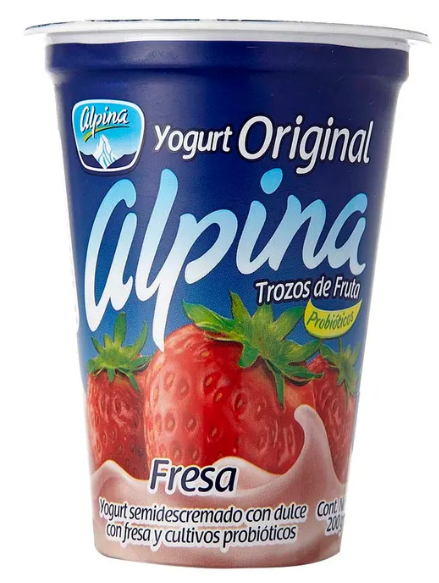 alpina
Yogurt Original
alpina
Trozos de Fruta
Probióticos
Fresa
Yogurt semidescremado con dulce
con fresa y cultivos probióticos
Cont.
200